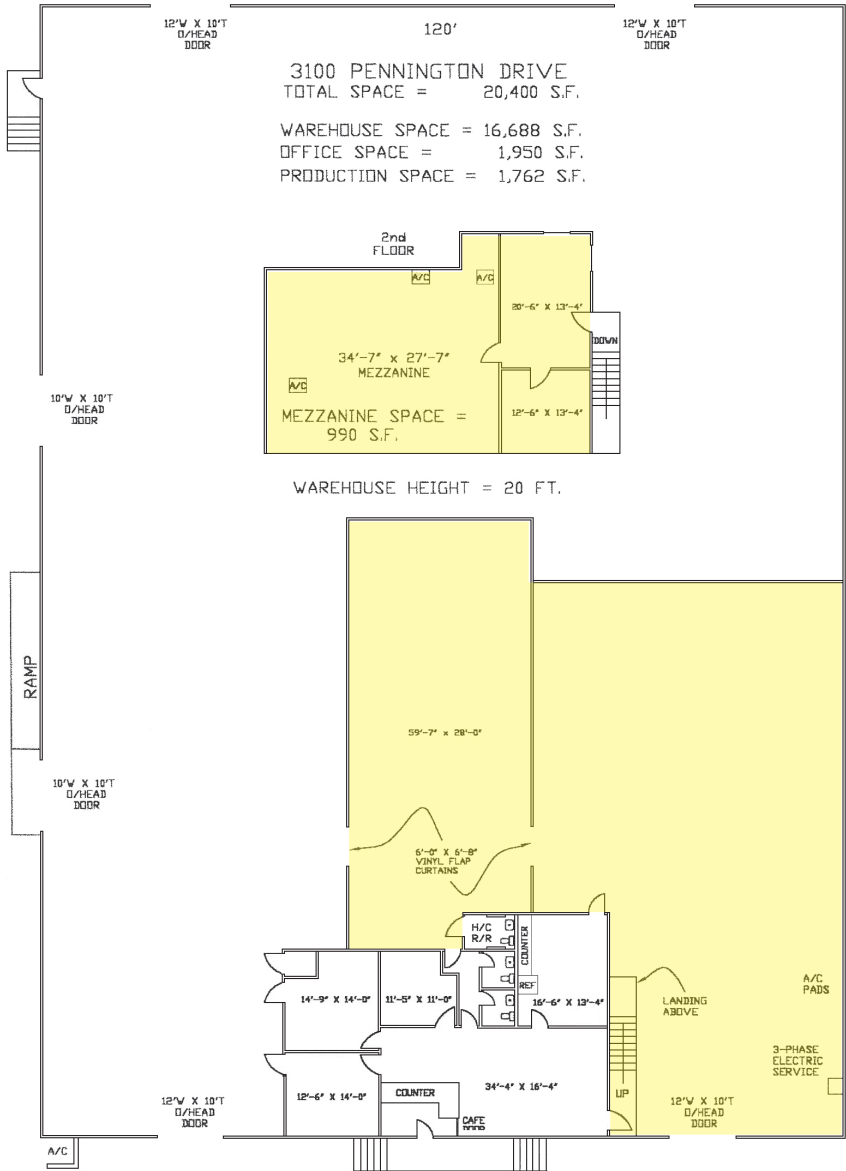 12'W X 10'T
O/HEAD
DOOR
120'
12'W X 10'T
O/HEAD
DOOR
3100 PENNINGTON DRIVE
TOTAL SPACE = 20,400 S.F.
WAREHOUSE SPACE = 16,688 S.F.
OFFICE SPACE = 1,950 S.F.
PRODUCTION SPACE = 1,762 S.F.
2nd
FLOOR
A/C
A/C
20'-6" X 13'-4"
DOWN
34'-7" x 27'-7"
MEZZANINE
A/C
10'W X 10'T
O/HEAD
DOOR
MEZZANINE SPACE =
990 S.F.
12'-6" X 13'-4"
WAREHOUSE HEIGHT = 20 FT.
RAMP
59'-7" x 28'-0"
10'W X 10'T
O/HEAD
DOOR
6'-0" X 6'-8"
VINYL FLAP
CURTAINS
H/C
R/R
COUNTER
REF
14'-9" X 14'-0"
11'-5" X 11'-0"
16'-6" X 13'-4"
LANDING
ABOVE
A/C
PADS
3-PHASE
ELECTRIC
SERVICE
12'-6" X 14'-0"
COUNTER
34'-4" X 16'-4"
UP
12'W X 10'T
O/HEAD
DOOR
CAFE
DOOR
12'W X 10'T
O/HEAD
DOOR
A/C